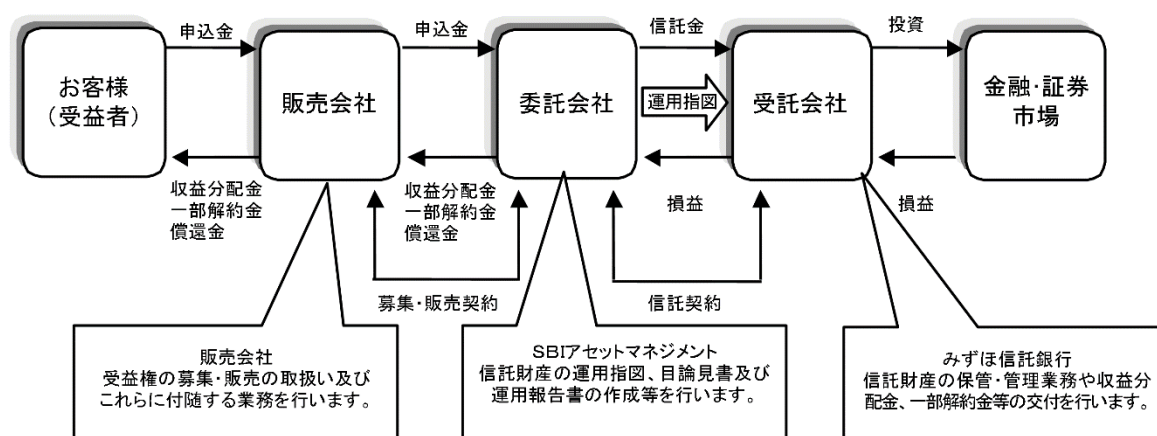 申込金
申込金
信託金
投資
お客様
（受益者）
販売会社
委託会社
運用指図
受託会社
金融・証券
市場
収益分配金
一部解約金
償還金
収益分配金
一部解約金
償還金
損益
損益
募集・販売契約
信託契約
販売会社
受益権の募集・販売の取扱い及び
これらに付随する業務を行います。
SBIアセットマネジメント
信託財産の運用指図、目論見書及び
運用報告書の作成等を行います。
みずほ信託銀行
信託財産の保管・管理業務や収益分
配金、一部解約金等の交付を行います。